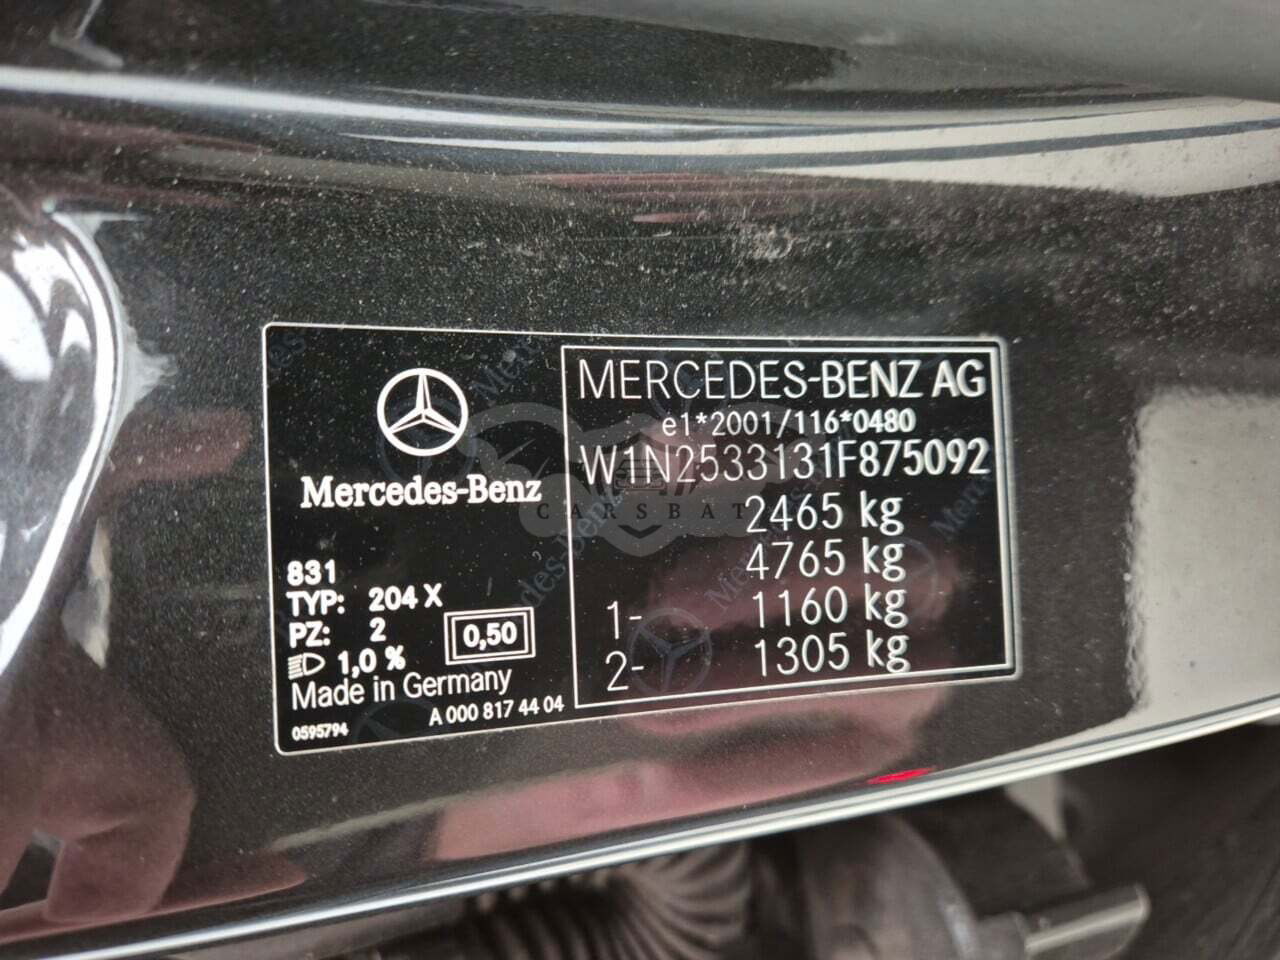 Mercedes-Benz
831
TYP: 204 X
PZ: 2
0,50
1,0 %
Made in Germany
0595794
A 000 817 44 04
MERCEDES-BENZ AG
e1*2001/116*0480
W1N2533131F875092
2465 kg
4765 kg
1- 1160 kg
2- 1305 kg
CARSBAT